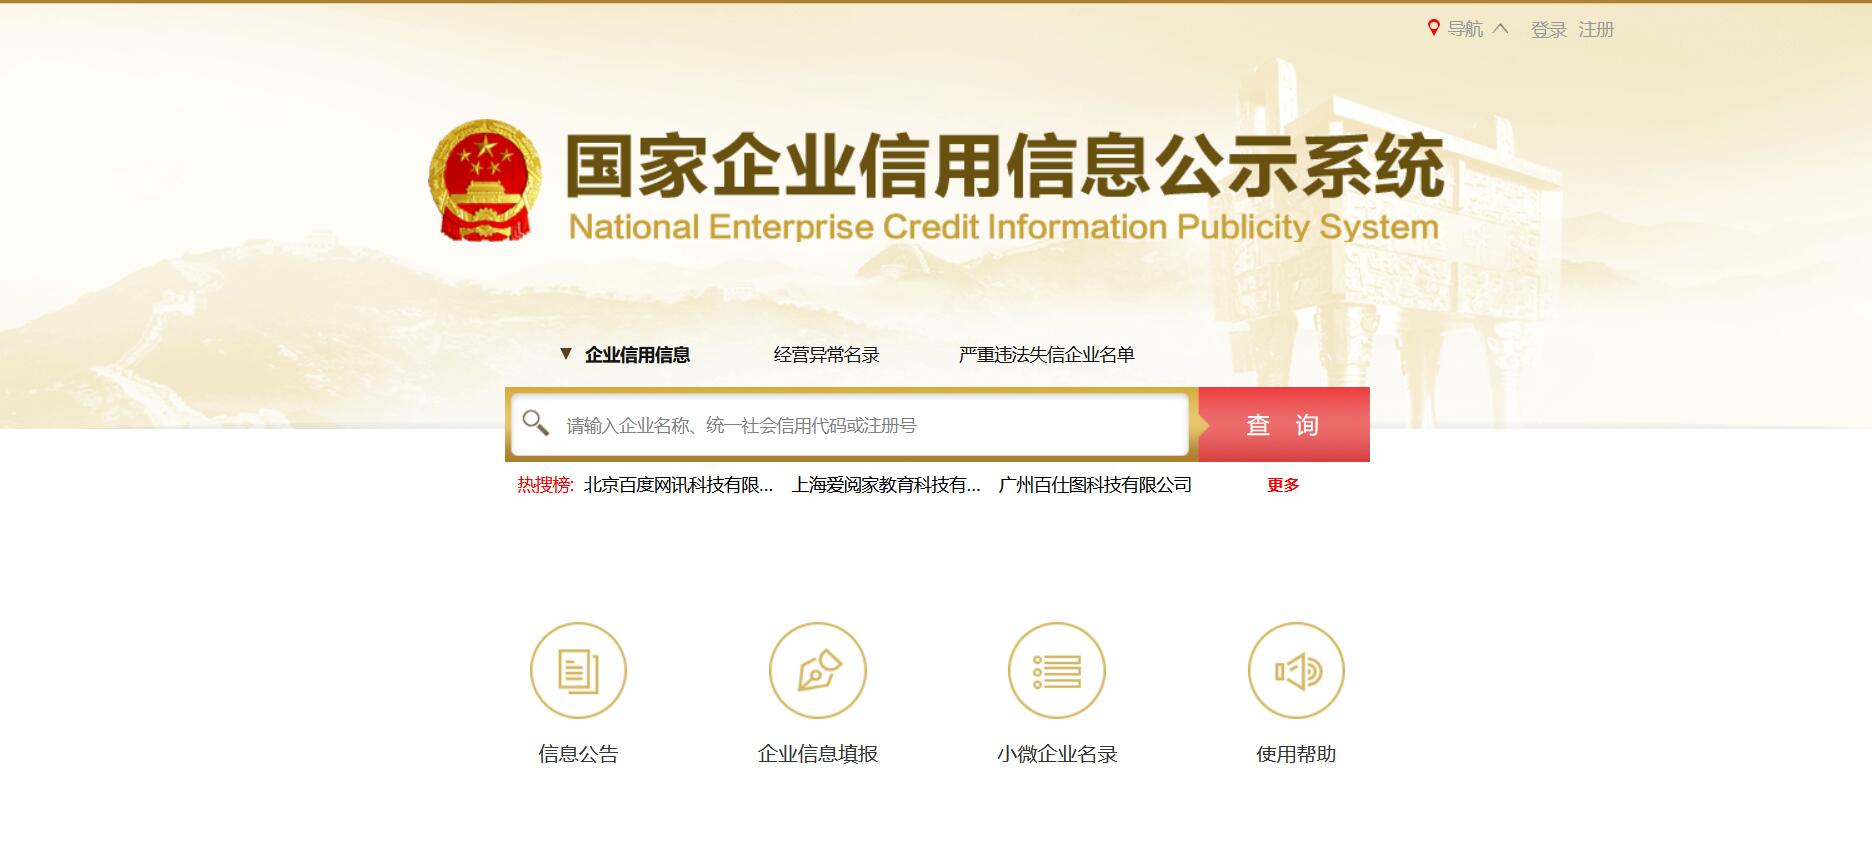 导航 登录 注册
国家企业信用信息公示系统
National Enterprise Credit Information Publicity System
企业信用信息 经营异常名录 严重违法失信企业名单
请输入企业名称、统一社会信用代码或注册号 查 询
热搜榜: 北京百度网讯科技有限... 上海爱阅家教育科技有... 广州百仕图科技有限公司 更多
信息公告 企业信息填报 小微企业名录 使用帮助